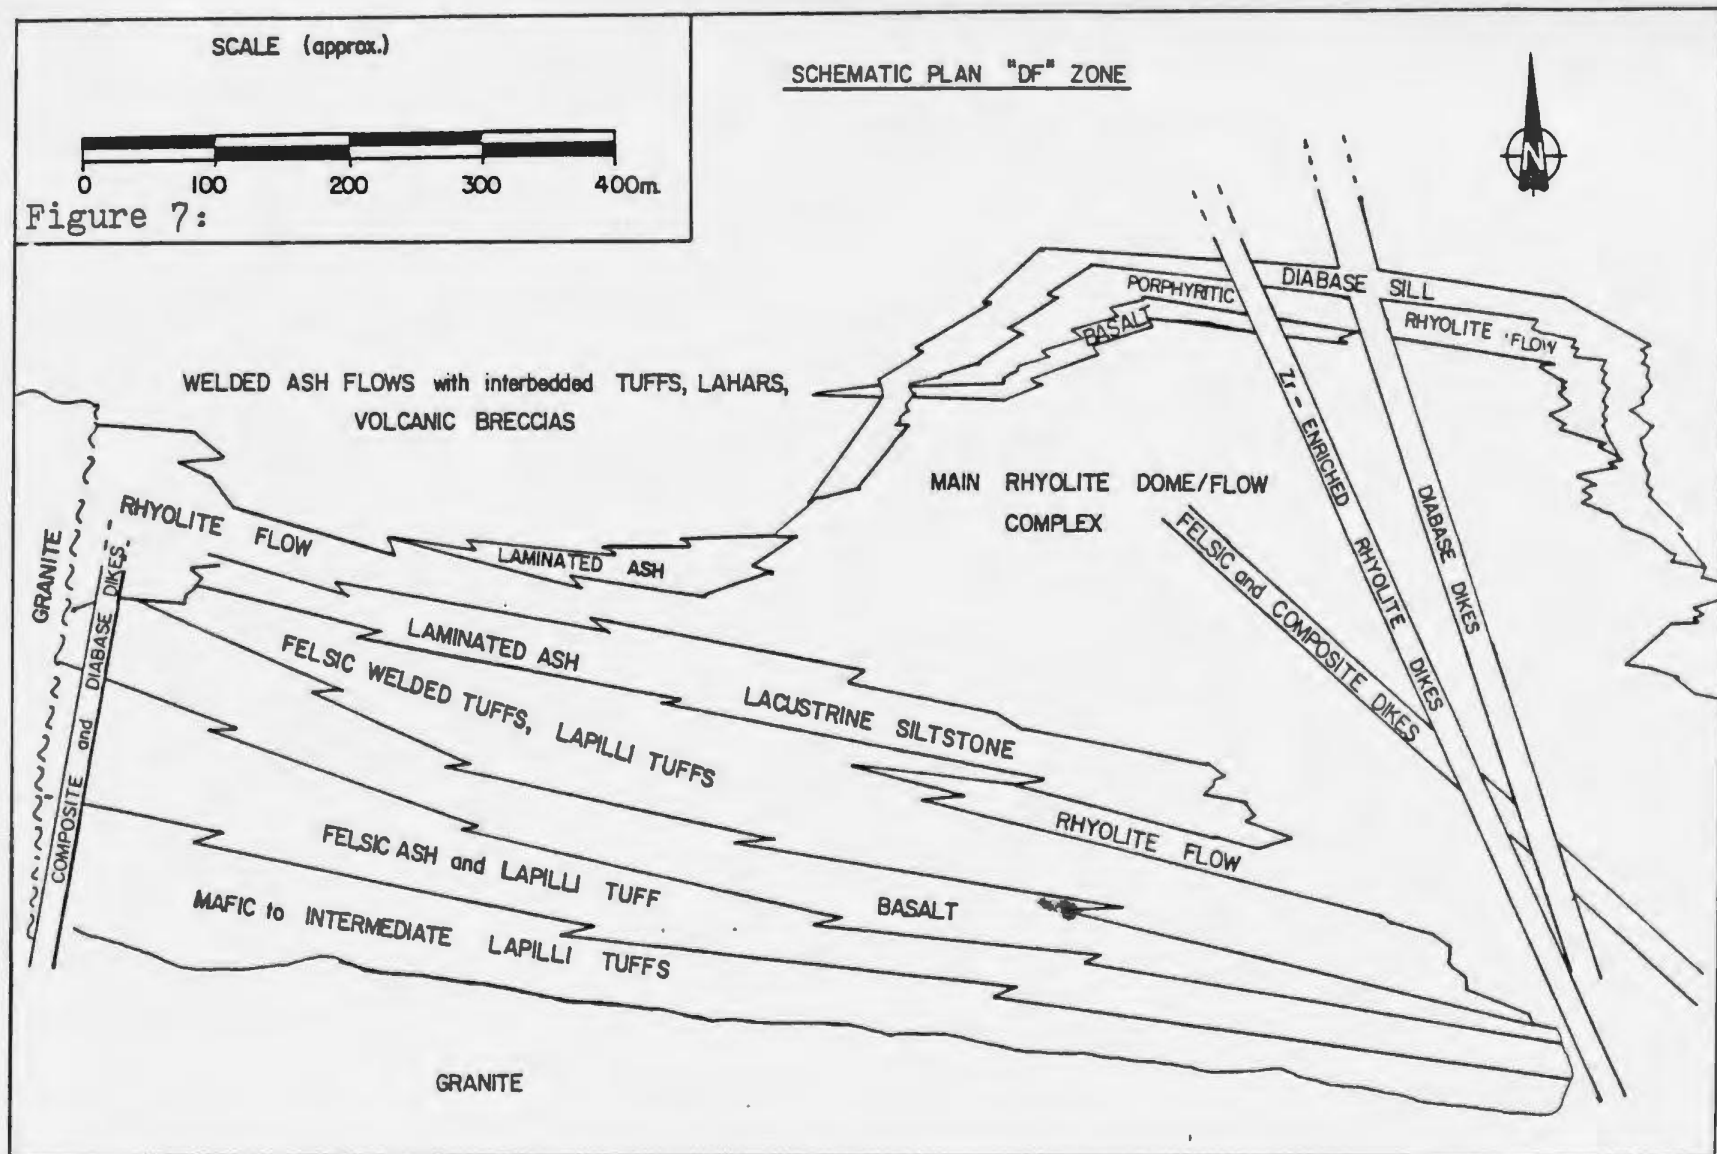 SCALE (approx.)
0 100 200 300 400m.
Figure 7:
SCHEMATIC PLAN "DF" ZONE
N
DIABASE SILL
PORPHYRITIC
RHYOLITE FLOW
BASALT
WELDED ASH FLOWS with interbedded TUFFS, LAHARS,
VOLCANIC BRECCIAS
MAIN RHYOLITE DOME/FLOW
COMPLEX
Zr - ENRICHED RHYOLITE DIKES
DIABASE DIKES
FELSIC and COMPOSITE DIKES
RHYOLITE FLOW
LAMINATED ASH
GRANITE
COMPOSITE and DIABASE DIKES
LAMINATED ASH
LACUSTRINE SILTSTONE
FELSIC WELDED TUFFS, LAPILLI TUFFS
RHYOLITE FLOW
FELSIC ASH and LAPILLI TUFF
BASALT
MAFIC to INTERMEDIATE LAPILLI TUFFS
GRANITE